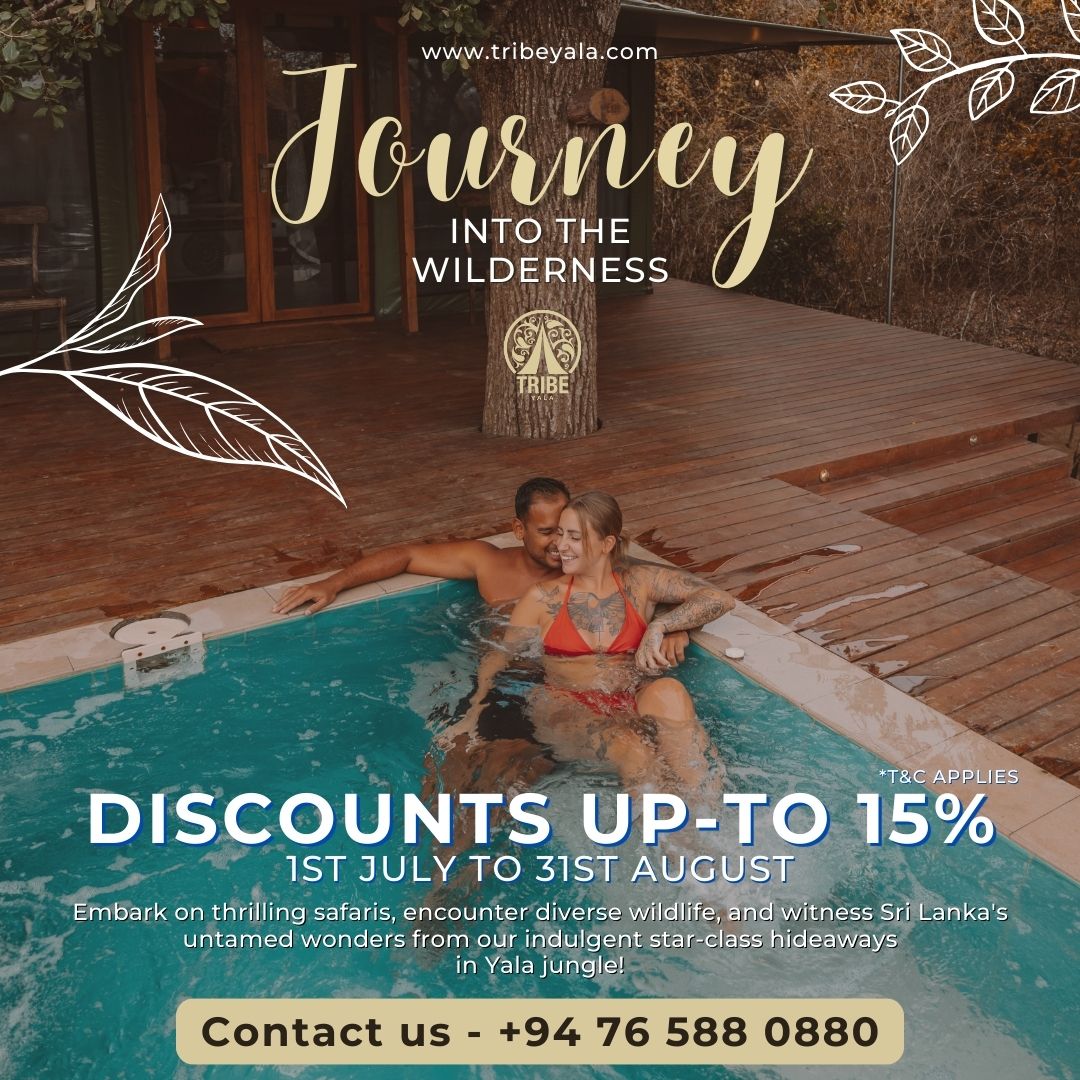 www.tribeyala.com
Journey
INTO THE
WILDERNESS
TRIBE
YALA
*T&C APPLIES
DISCOUNTS UP-TO 15%
1ST JULY TO 31ST AUGUST
Embark on thrilling safaris, encounter diverse wildlife, and witness Sri Lanka's
untamed wonders from our indulgent star-class hideaways
in Yala jungle!
Contact us - +94 76 588 0880